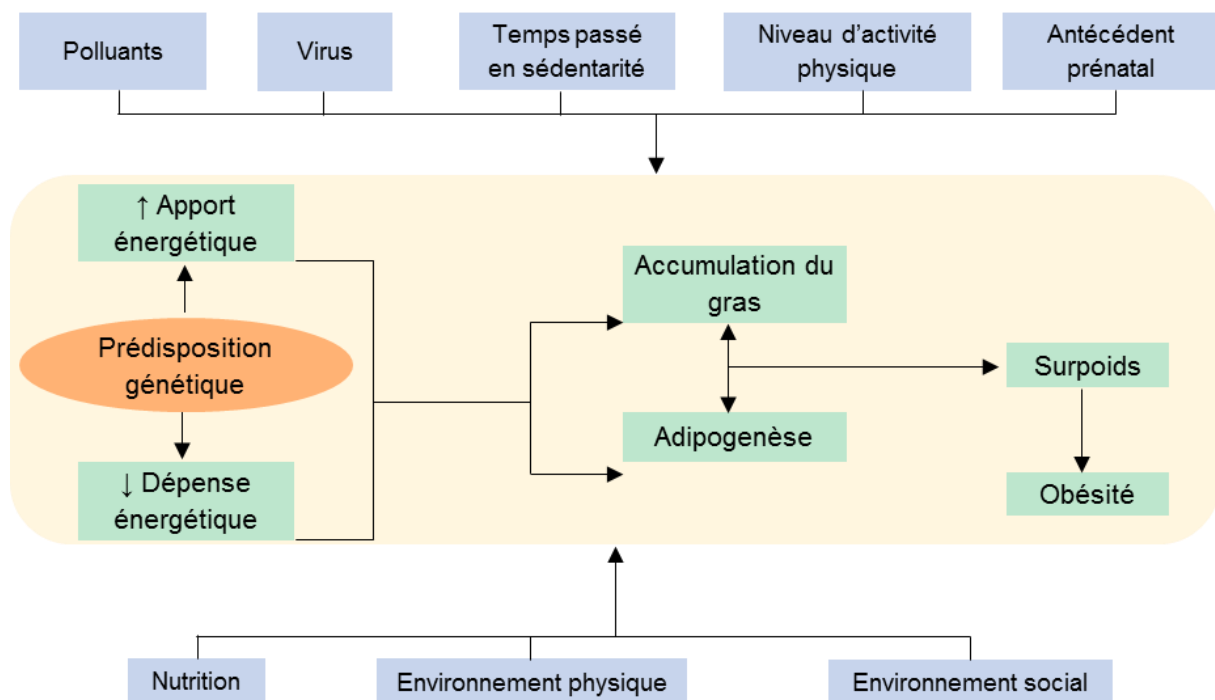 Polluants
Virus
Temps passé
en sédentarité
Niveau d’activité
physique
Antécédent
prénatal
↑ Apport
énergétique
Prédisposition
génétique
↓ Dépense
énergétique
Accumulation du
gras
Adipogenèse
Surpoids
Obésité
Nutrition
Environnement physique
Environnement social